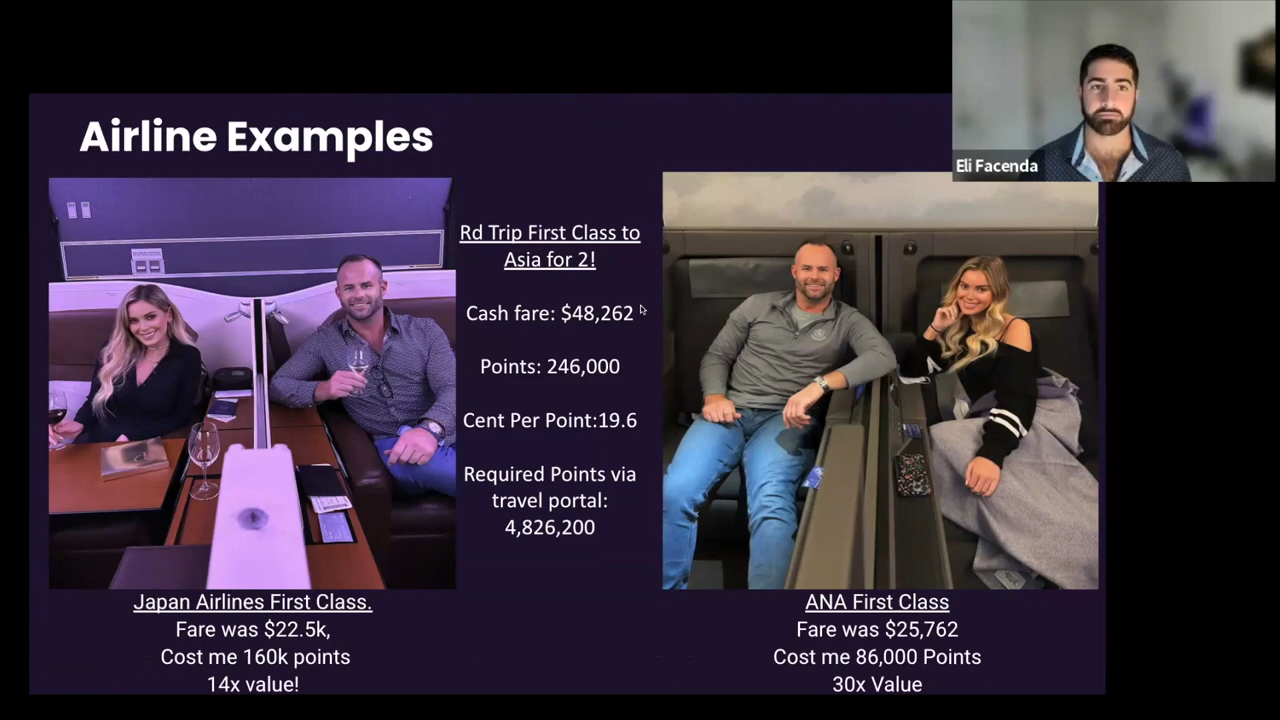 Airline Examples
Eli Facenda
Rd Trip First Class to
Asia for 2!
Cash fare: $48,262
Points: 246,000
Cent Per Point:19.6
Required Points via
travel portal:
4,826,200
Japan Airlines First Class.
Fare was $22.5k,
Cost me 160k points
14x value!
ANA First Class
Fare was $25,762
Cost me 86,000 Points
30x Value